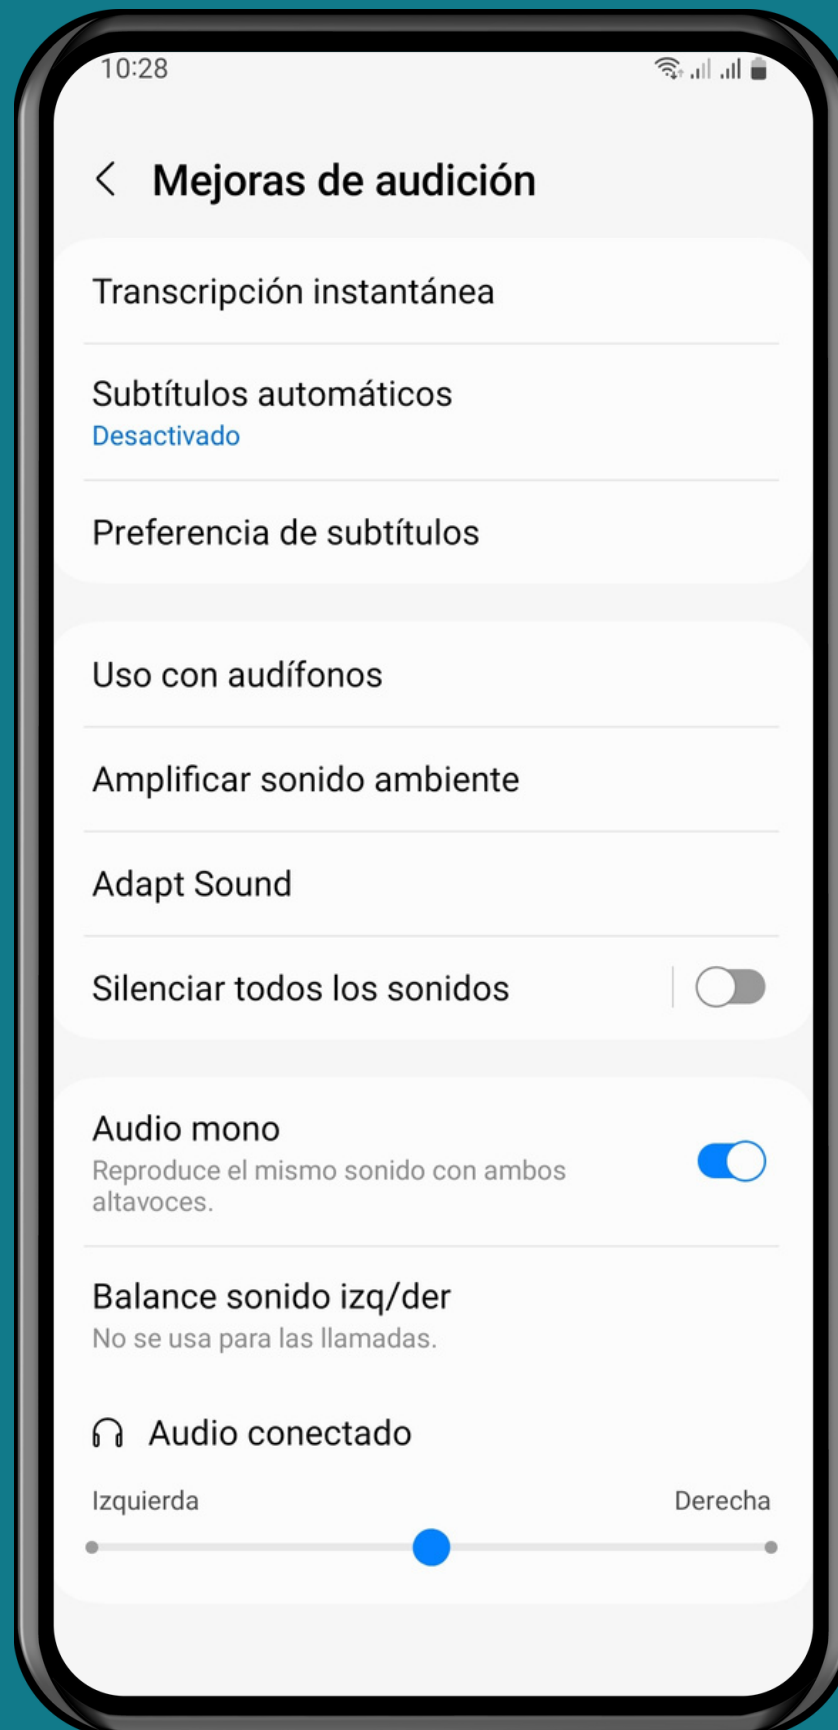 10:28
Mejoras de audición
Transcripción instantánea
Subtítulos automáticos
Desactivado
Preferencia de subtítulos
Uso con audífonos
Amplificar sonido ambiente
Adapt Sound
Silenciar todos los sonidos
Audio mono
Reproduce el mismo sonido con ambos
altavoces.
Balance sonido izq/der
No se usa para las llamadas.
Audio conectado
Izquierda
Derecha